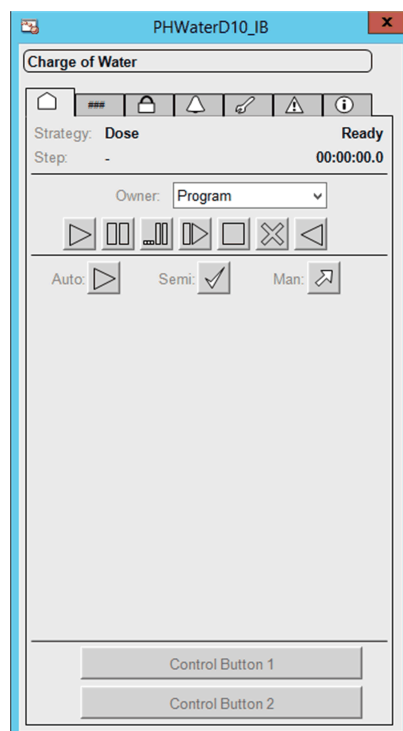 PHWaterD10_IB
x
Charge of Water
###
Strategy: Dose Ready
Step: - 00:00:00.0
Owner: Program
Auto: Semi: Man:
Control Button 1
Control Button 2